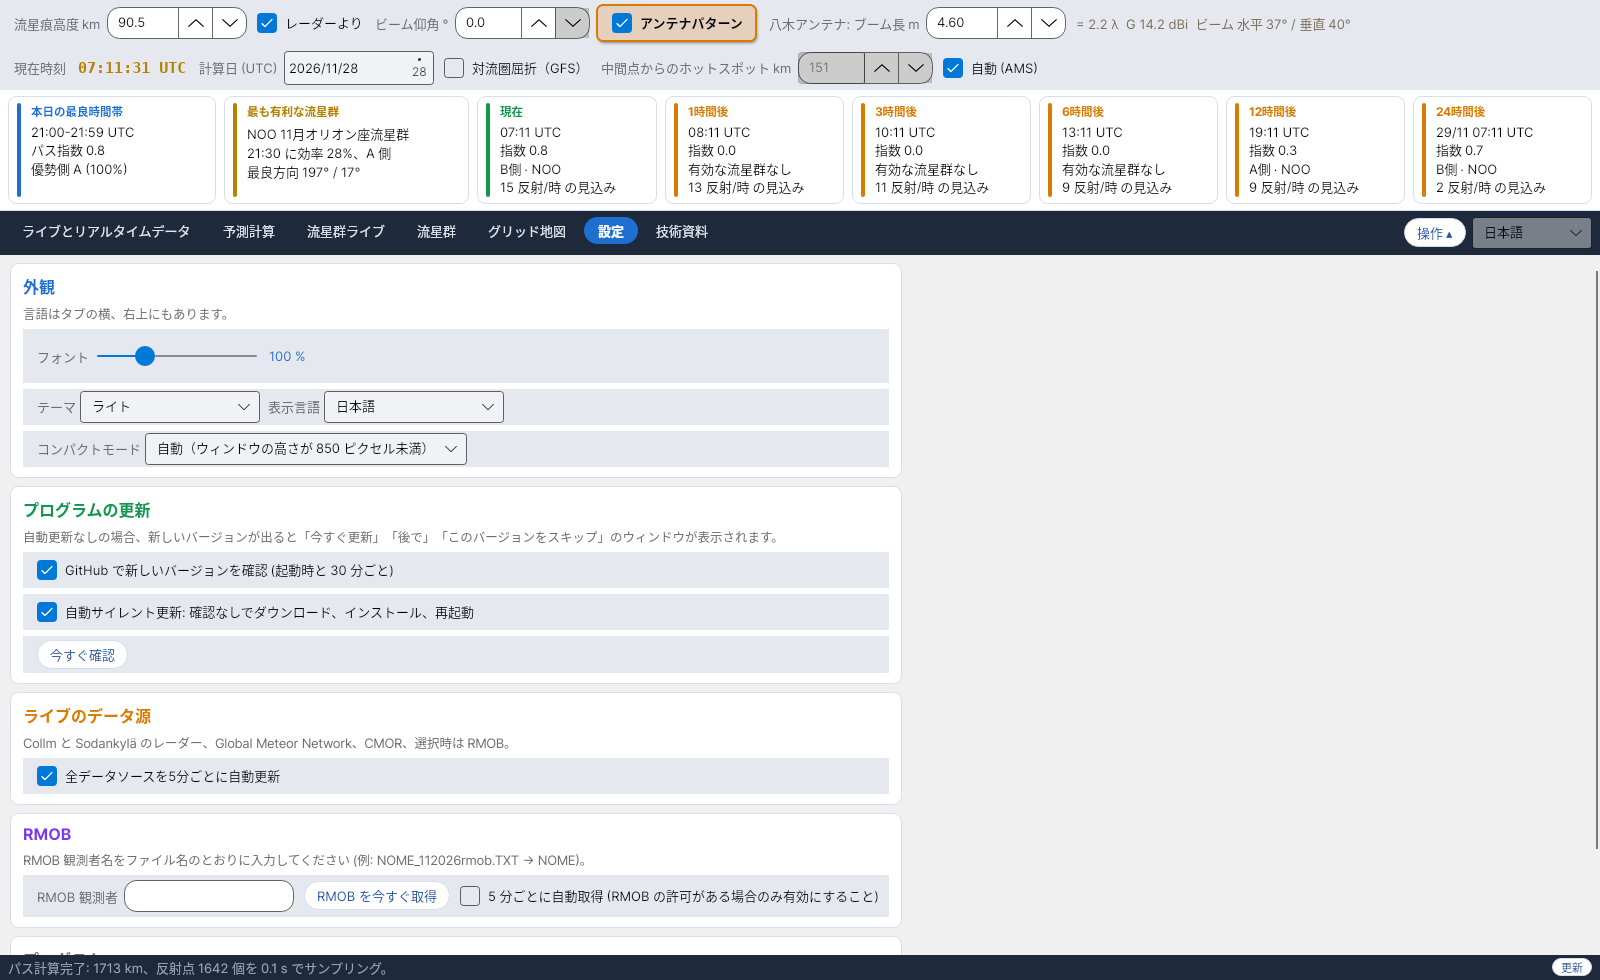 流星痕高度 km 90.5 レーダーより ビーム仰角 ° 0.0 アンテナパターン 八木アンテナ: ブーム長 m 4.60 = 2.2 λ G 14.2 dBi ビーム 水平 37° / 垂直 40°
現在時刻 07:11:31 UTC 計算日 (UTC) 2026/11/28 28 対流圏屈折（GFS） 中間点からのホットスポット km 151 自動 (AMS)
本日の最良時間帯
21:00-21:59 UTC
パス指数 0.8
優勢側 A (100%)
最も有利な流星群
NOO 11月オリオン座流星群
21:30 に効率 28%、A 側
最良方向 197° / 17°
現在
07:11 UTC
指数 0.8
B側 · NOO
15 反射/時 の見込み
1時間後
08:11 UTC
指数 0.0
有効な流星群なし
13 反射/時 の見込み
3時間後
10:11 UTC
指数 0.0
有効な流星群なし
11 反射/時 の見込み
6時間後
13:11 UTC
指数 0.0
有効な流星群なし
9 反射/時 の見込み
12時間後
19:11 UTC
指数 0.3
A側 · NOO
9 反射/時 の見込み
24時間後
29/11 07:11 UTC
指数 0.7
B側 · NOO
2 反射/時 の見込み
ライブとリアルタイムデータ 予測計算 流星群ライブ 流星群 グリッド地図 設定 技術資料 操作 ▴ 日本語
外観
言語はタブの横、右上にもあります。
フォント 100 %
テーマ ライト 表示言語 日本語
コンパクトモード 自動（ウィンドウの高さが 850 ピクセル未満）
プログラムの更新
自動更新なしの場合、新しいバージョンが出ると「今すぐ更新」「後で」「このバージョンをスキップ」のウィンドウが表示されます。
GitHub で新しいバージョンを確認 (起動時と 30 分ごと)
自動サイレント更新: 確認なしでダウンロード、インストール、再起動
今すぐ確認
ライブのデータ源
Collm と Sodankylä のレーダー、Global Meteor Network、CMOR、選択時は RMOB。
全データソースを5分ごとに自動更新
RMOB
RMOB 観測者名をファイル名のとおりに入力してください (例: NOME_112026rmob.TXT → NOME)。
RMOB 観測者 RMOB を今すぐ取得 5 分ごとに自動取得 (RMOB の許可がある場合のみ有効にすること)
パス計算完了: 1713 km、反射点 1642 個を 0.1 s でサンプリング。 更新